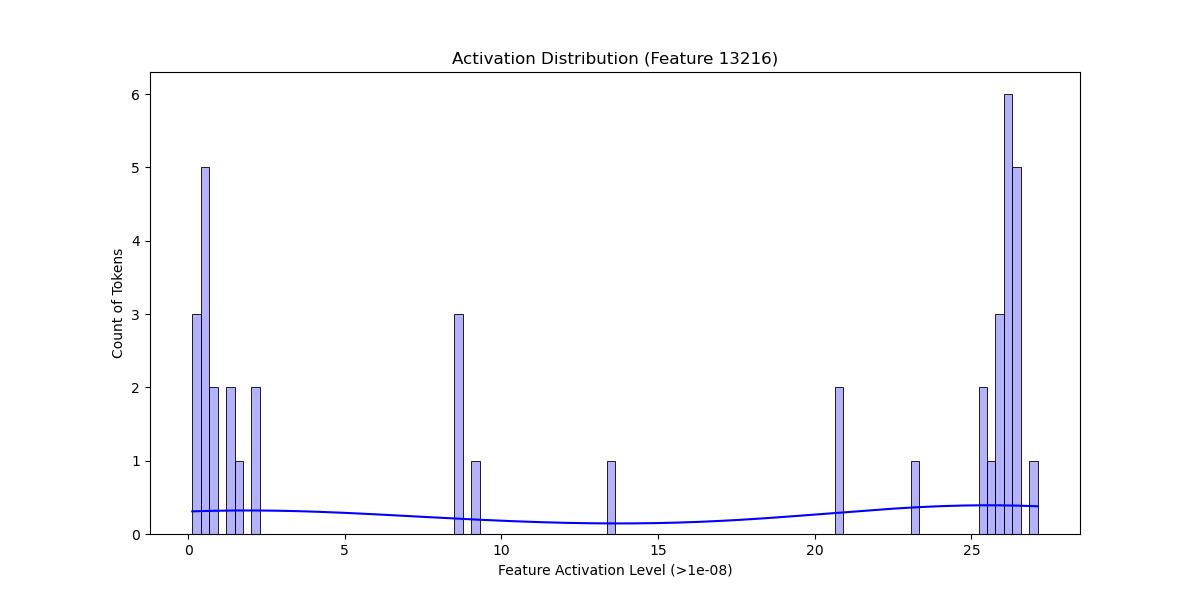 Activation Distribution (Feature 13216)
6
5
4
3
2
1
0
Count of Tokens
0 5 10 15 20 25
Feature Activation Level (>1e-08)